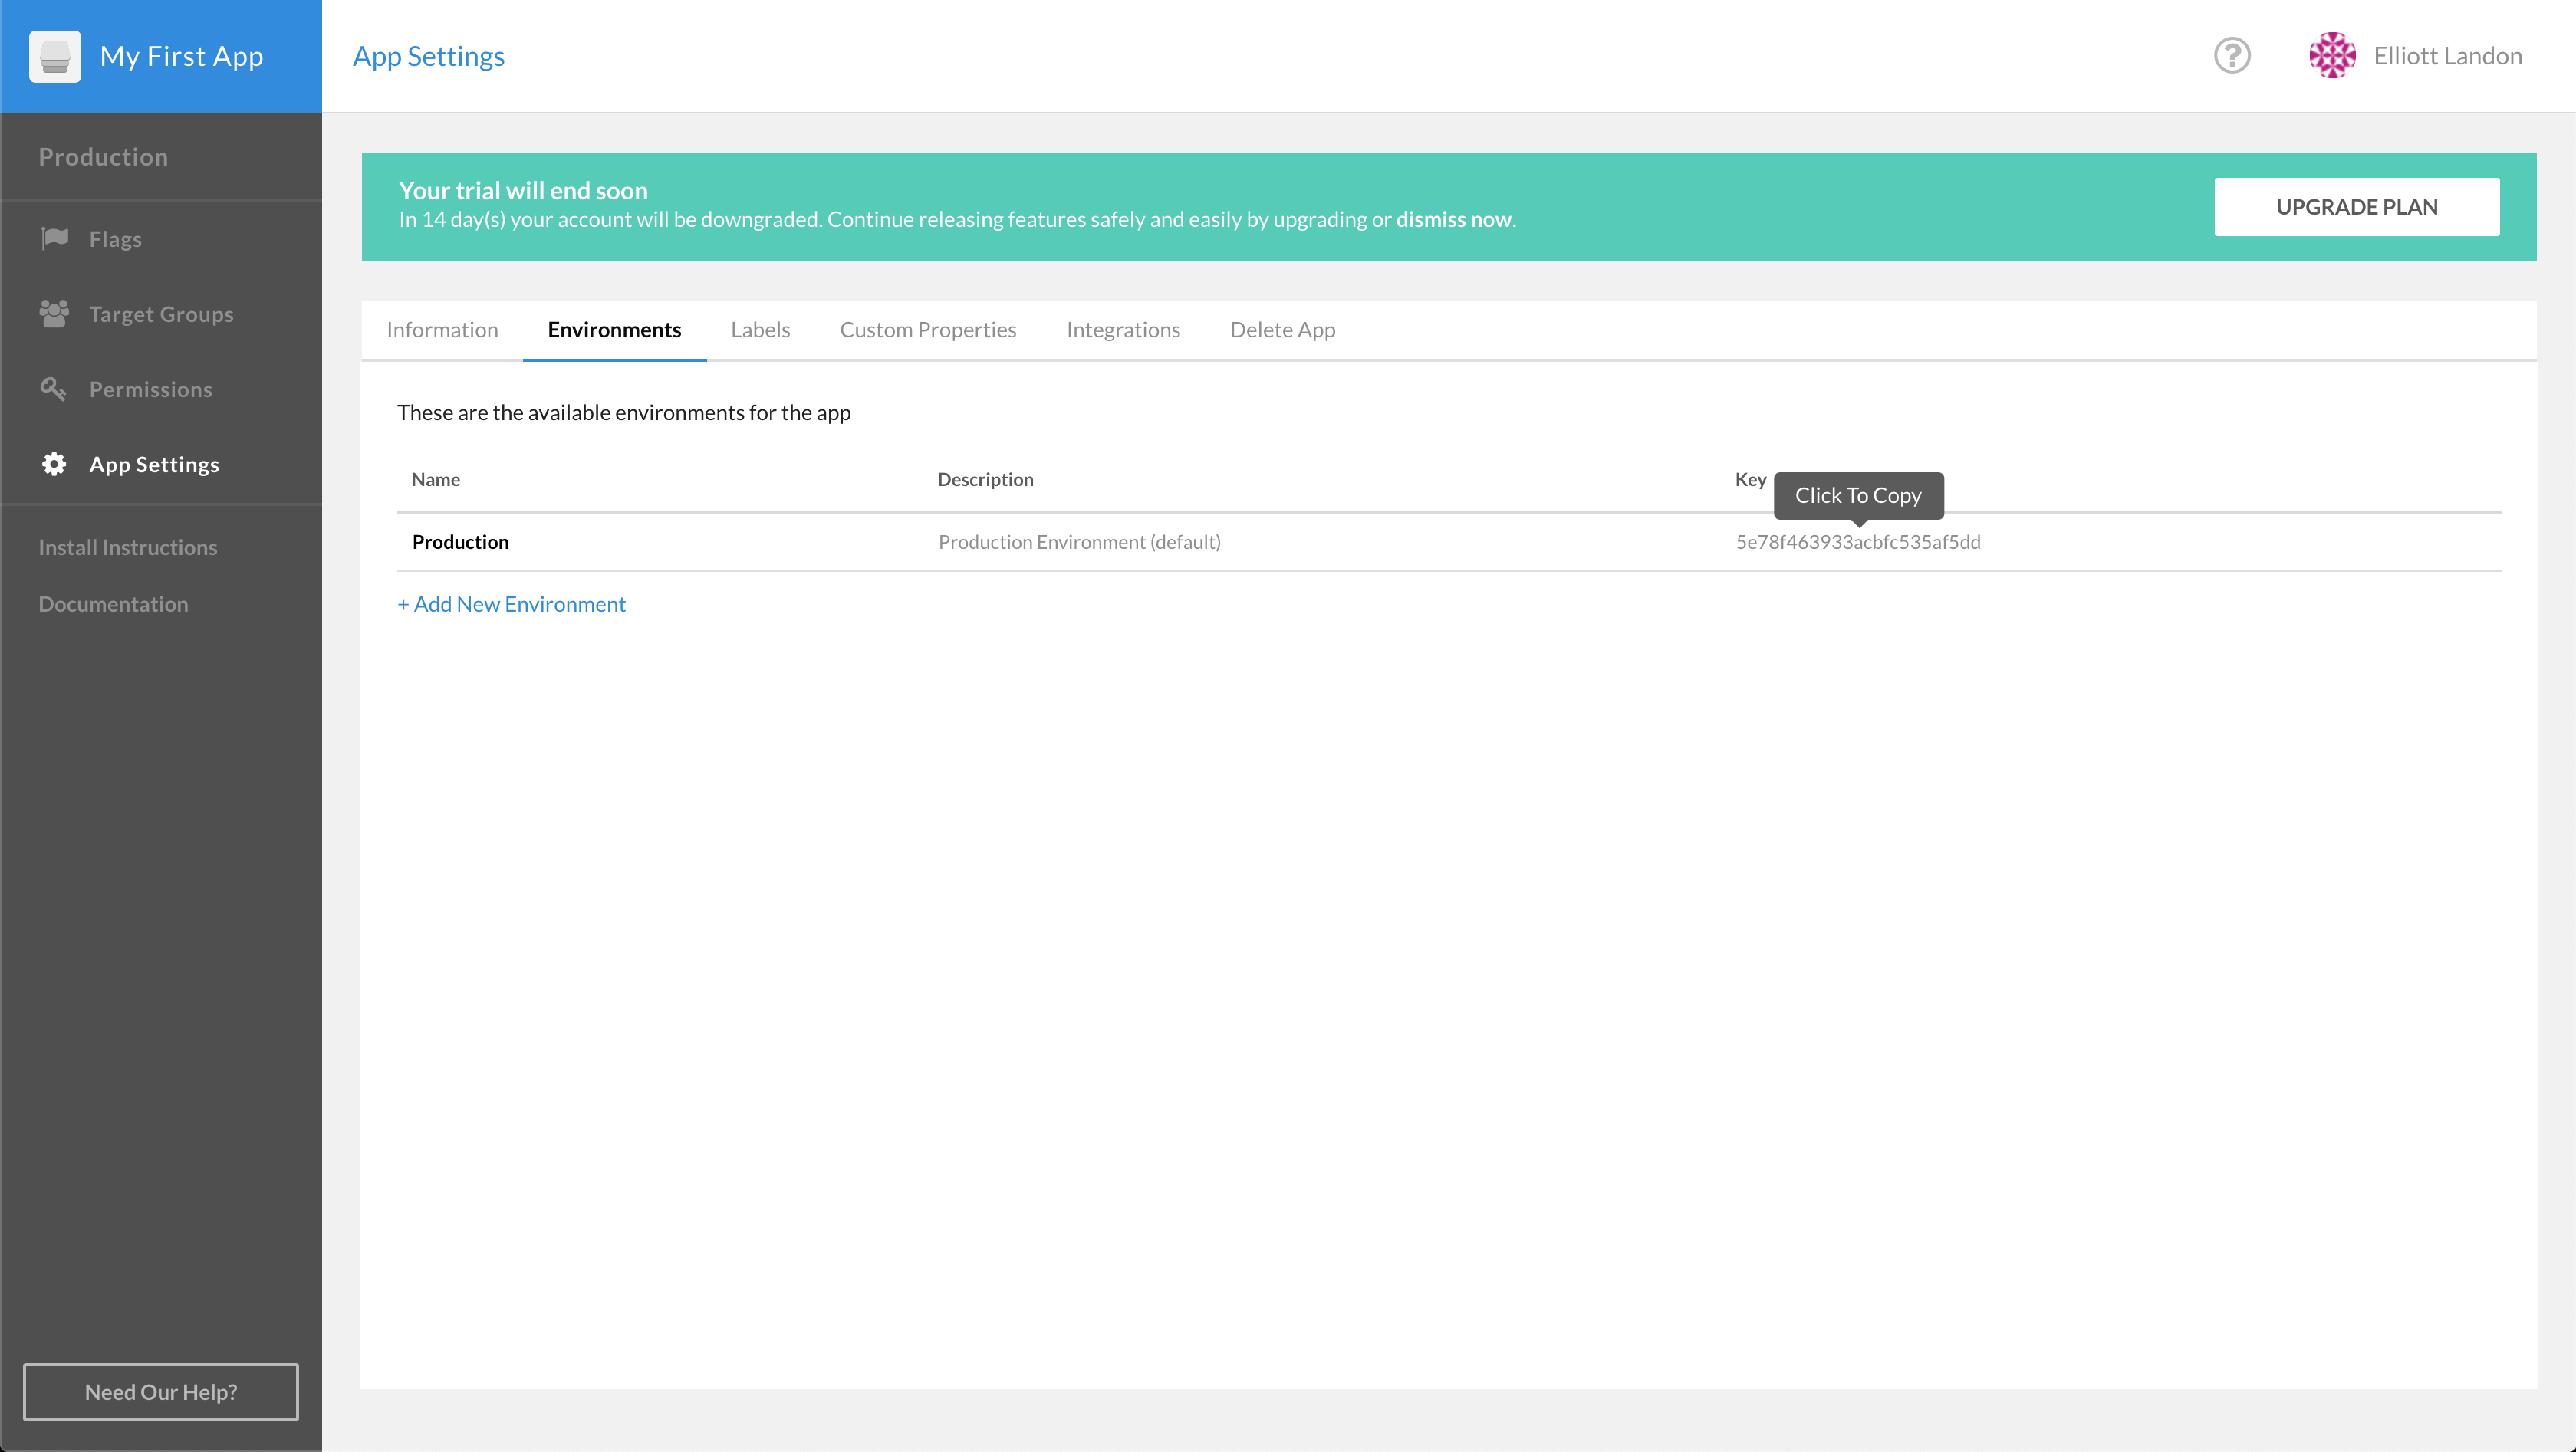 My First App
App Settings
Elliott Landon
Production
Flags
Target Groups
Permissions
App Settings
Install Instructions
Documentation
Need Our Help?
Your trial will end soon
In 14 day(s) your account will be downgraded. Continue releasing features safely and easily by upgrading or dismiss now.
UPGRADE PLAN
Information Environments Labels Custom Properties Integrations Delete App
These are the available environments for the app
Name Description Key
Click To Copy
Production Production Environment (default) 5e78f463933acbfc535af5dd
+ Add New Environment